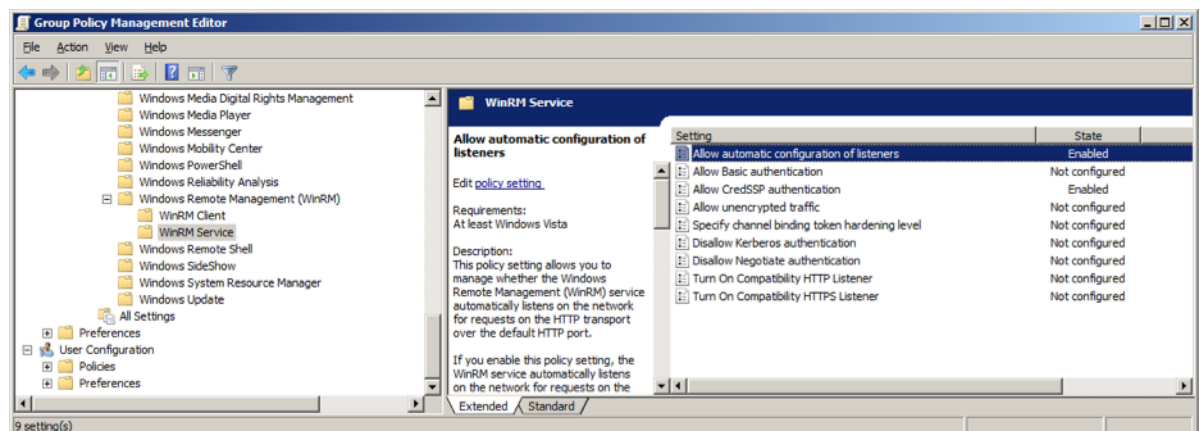 Group Policy Management Editor
File Action View Help
Windows Media Digital Rights Management
Windows Media Player
Windows Messenger
Windows Mobility Center
Windows PowerShell
Windows Reliability Analysis
Windows Remote Management (WinRM)
WinRM Client
WinRM Service
Windows Remote Shell
Windows SideShow
Windows System Resource Manager
Windows Update
All Settings
Preferences
User Configuration
Policies
Preferences
WinRM Service
Allow automatic configuration of
listeners
Edit policy setting
Requirements:
At least Windows Vista
Description:
This policy setting allows you to
manage whether the Windows
Remote Management (WinRM) service
automatically listens on the network
for requests on the HTTP transport
over the default HTTP port.
If you enable this policy setting, the
WinRM service automatically listens
on the network for requests on the
Setting State
Allow automatic configuration of listeners Enabled
Allow Basic authentication Not configured
Allow CredSSP authentication Enabled
Allow unencrypted traffic Not configured
Specify channel binding token hardening level Not configured
Disallow Kerberos authentication Not configured
Disallow Negotiate authentication Not configured
Turn On Compatibility HTTP Listener Not configured
Turn On Compatibility HTTPS Listener Not configured
Extended Standard
9 setting(s)